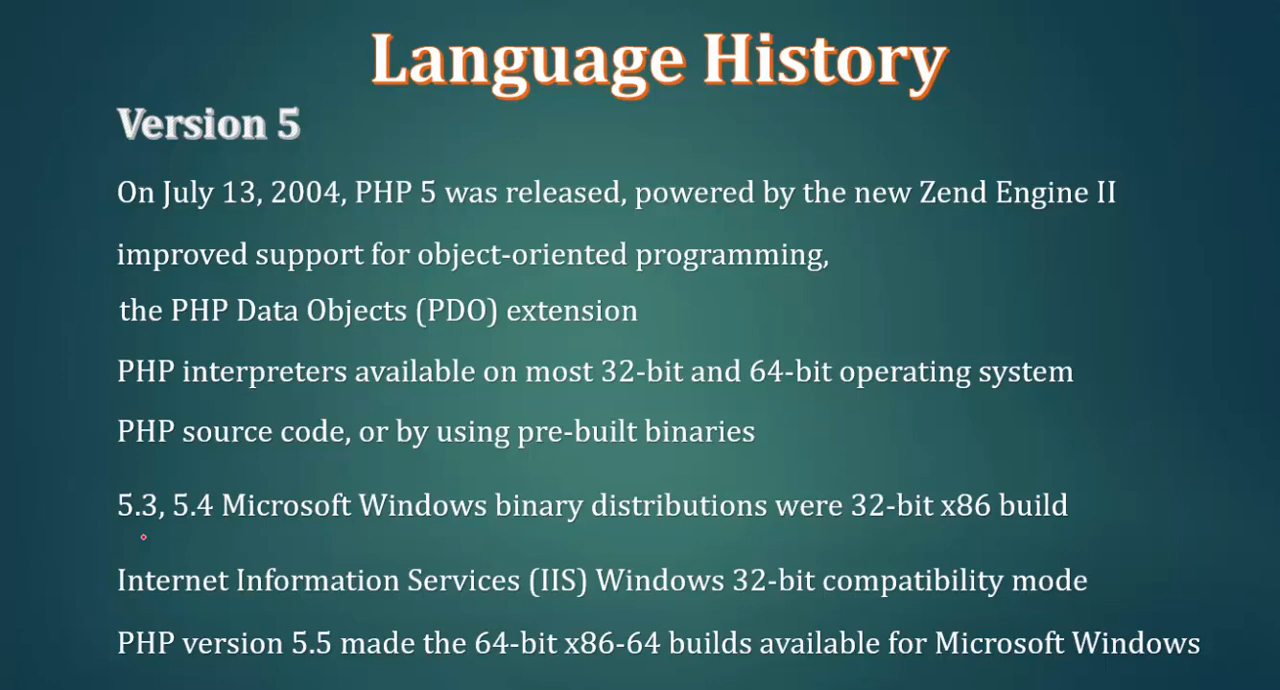 Language History
Version 5
On July 13, 2004, PHP 5 was released, powered by the new Zend Engine II
improved support for object-oriented programming,
the PHP Data Objects (PDO) extension
PHP interpreters available on most 32-bit and 64-bit operating system
PHP source code, or by using pre-built binaries
5.3, 5.4 Microsoft Windows binary distributions were 32-bit x86 build
Internet Information Services (IIS) Windows 32-bit compatibility mode
PHP version 5.5 made the 64-bit x86-64 builds available for Microsoft Windows